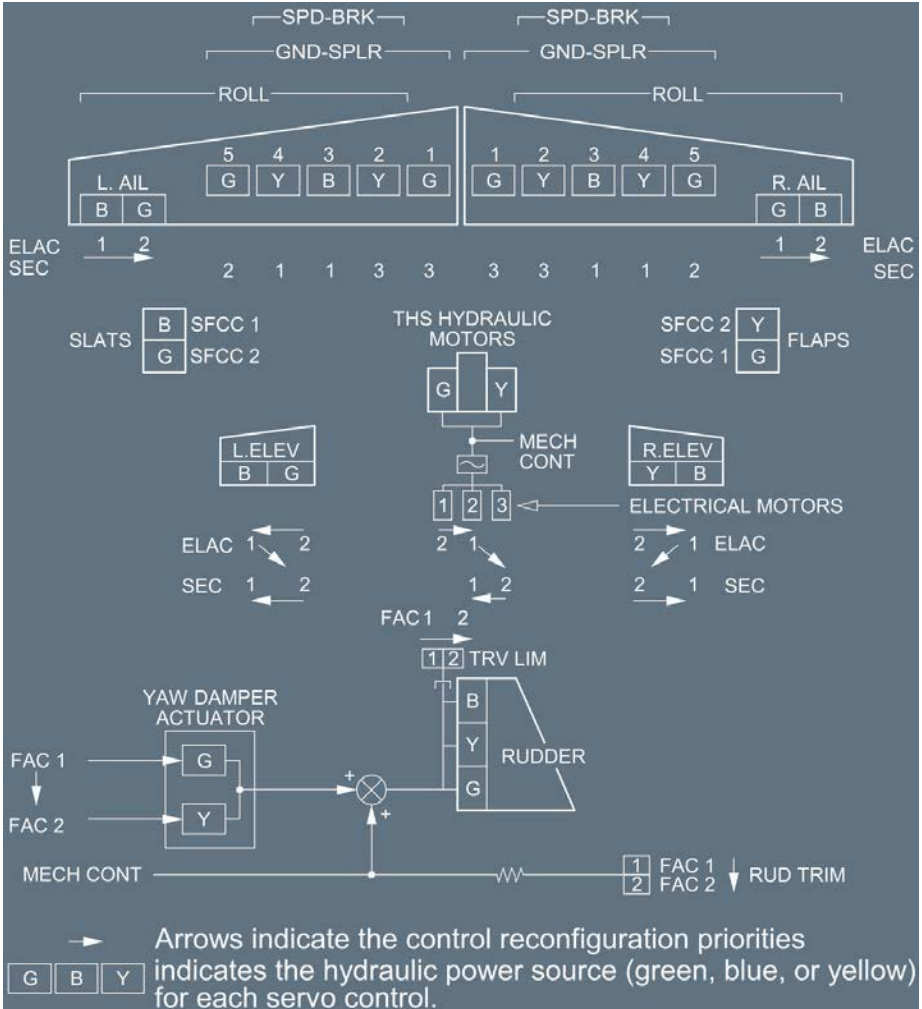 SPD-BRK SPD-BRK
GND-SPLR GND-SPLR
ROLL ROLL
5 4 3 2 1 1 2 3 4 5
G Y B Y G G Y B Y G
L. AIL R. AIL
B G G B
ELAC 1 2 1 2 ELAC
SEC 2 1 1 3 3 3 3 1 1 2 SEC
SLATS B SFCC 1
G SFCC 2
THS HYDRAULIC
MOTORS
G Y
SFCC 2 Y FLAPS
SFCC 1 G
MECH
CONT
L.ELEV
B G
R.ELEV
Y B
1 2 3 ELECTRICAL MOTORS
ELAC 1 2 2 1 2 1 ELAC
SEC 1 2 1 2 2 1 SEC
FAC 1 2
1 2 TRV LIM
YAW DAMPER
ACTUATOR
B
Y
G
RUDDER
FAC 1 G
FAC 2 Y
+
+
MECH CONT
1 FAC 1
2 FAC 2
RUD TRIM
Arrows indicate the control reconfiguration priorities
G B Y indicates the hydraulic power source (green, blue, or yellow)
for each servo control.